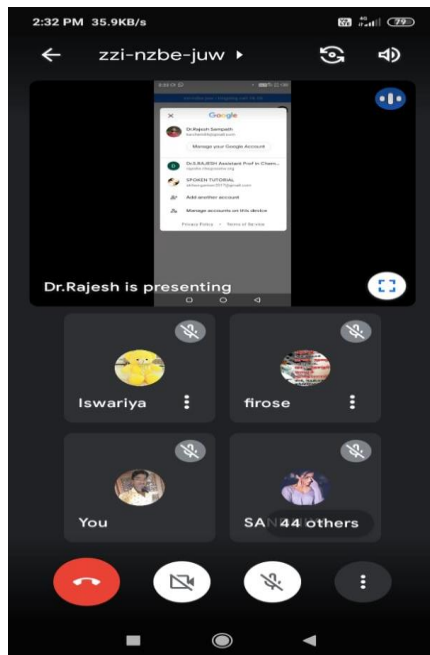 2:32 PM 35.9KB/s
4G
79
zzi-nzbe-juw
Google
Dr.Rajesh Sampath
Manage your Google Account
Dr.S.RAJESH Assistant Prof in Chem...
SPOKEN TUTORIAL
Add another account
Manage accounts on this device
Privacy Policy • Terms of Service
Dr.Rajesh is presenting
Iswariya
firose
You
SAN
44 others